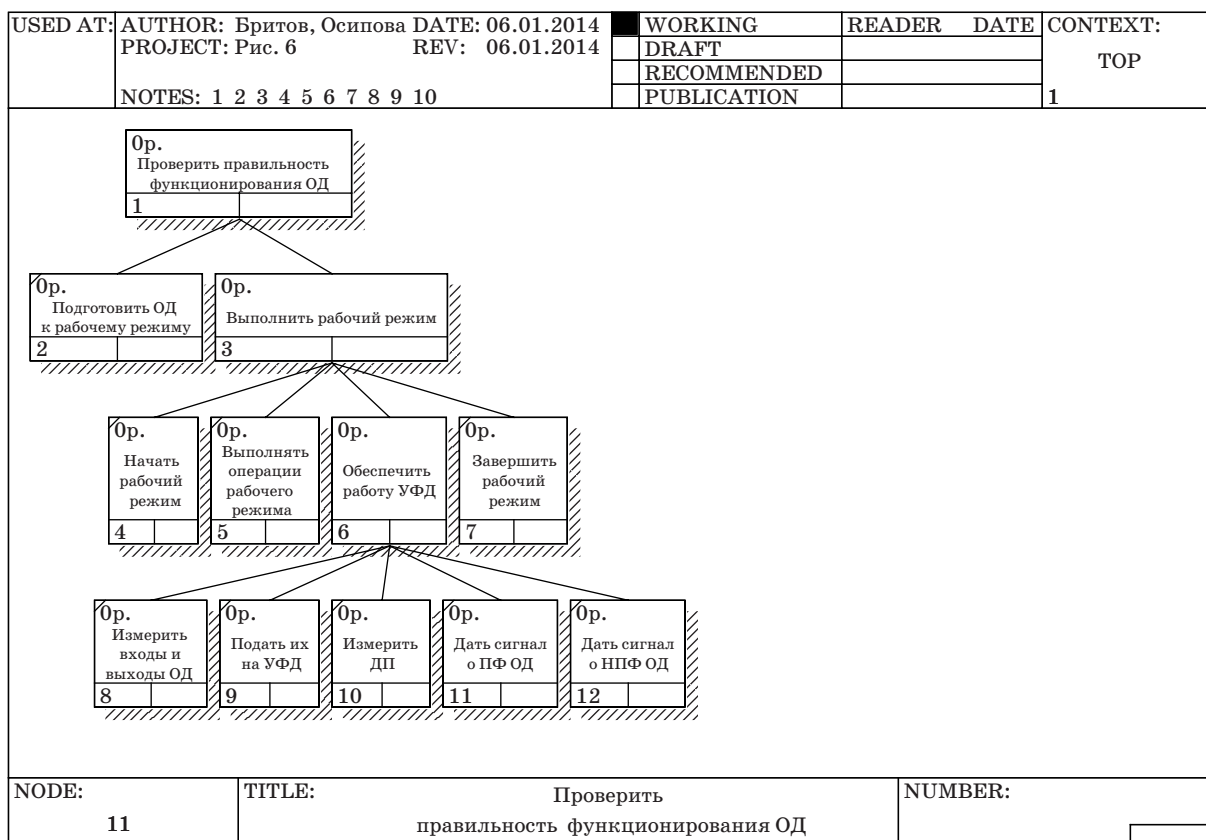 USED AT: AUTHOR: Бритов, Осипова DATE: 06.01.2014 WORKING READER DATE CONTEXT:
PROJECT: Рис. 6 REV: 06.01.2014 DRAFT
TOP
RECOMMENDED
NOTES: 1 2 3 4 5 6 7 8 9 10 PUBLICATION 1
0р.
Проверить правильность
функционирования ОД
1
0р.
Подготовить ОД
к рабочему режиму
2
0р.
Выполнить рабочий режим
3
0р.
Начать
рабочий
режим
4
0р.
Выполнять
операции
рабочего
режима
5
0р.
Обеспечить
работу УФД
6
0р.
Завершить
рабочий
режим
7
0р.
Измерить
входы и
выходы ОД
8
0р.
Подать их
на УФД
9
0р.
Измерить
ДП
10
0р.
Дать сигнал
о ПФ ОД
11
0р.
Дать сигнал
о НПФ ОД
12
NODE: TITLE: Проверить NUMBER:
11 правильность функционирования ОД